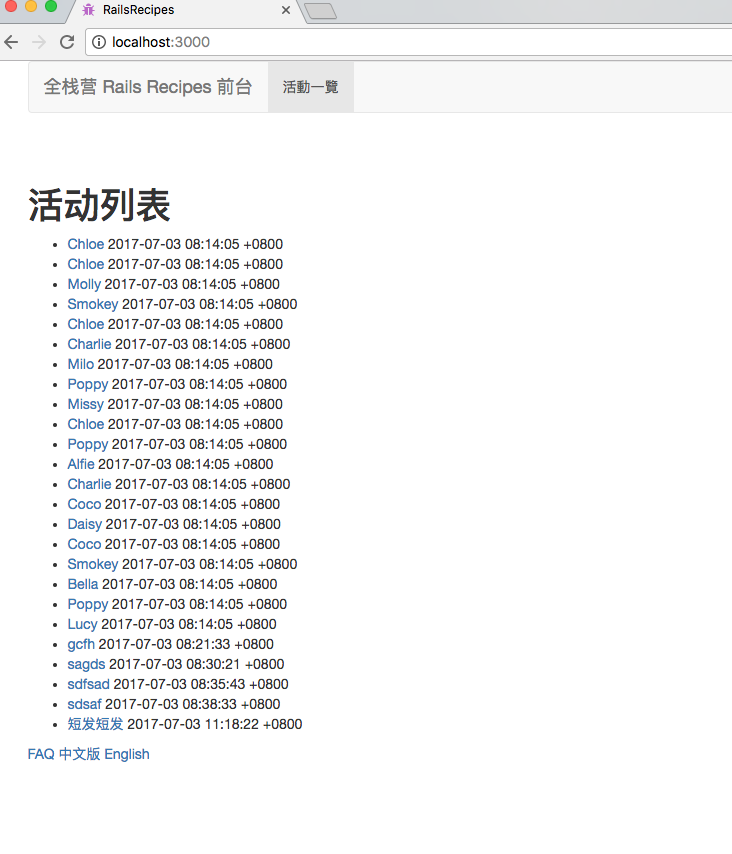 RailsRecipes
localhost:3000
全栈营 Rails Recipes 前台 活動一覽
活动列表
Chloe 2017-07-03 08:14:05 +0800
Chloe 2017-07-03 08:14:05 +0800
Molly 2017-07-03 08:14:05 +0800
Smokey 2017-07-03 08:14:05 +0800
Chloe 2017-07-03 08:14:05 +0800
Charlie 2017-07-03 08:14:05 +0800
Milo 2017-07-03 08:14:05 +0800
Poppy 2017-07-03 08:14:05 +0800
Missy 2017-07-03 08:14:05 +0800
Chloe 2017-07-03 08:14:05 +0800
Poppy 2017-07-03 08:14:05 +0800
Alfie 2017-07-03 08:14:05 +0800
Charlie 2017-07-03 08:14:05 +0800
Coco 2017-07-03 08:14:05 +0800
Daisy 2017-07-03 08:14:05 +0800
Coco 2017-07-03 08:14:05 +0800
Smokey 2017-07-03 08:14:05 +0800
Bella 2017-07-03 08:14:05 +0800
Poppy 2017-07-03 08:14:05 +0800
Lucy 2017-07-03 08:14:05 +0800
gcfh 2017-07-03 08:21:33 +0800
sagds 2017-07-03 08:30:21 +0800
sdfsad 2017-07-03 08:35:43 +0800
sdsaf 2017-07-03 08:38:33 +0800
短发短发 2017-07-03 11:18:22 +0800
FAQ 中文版 English